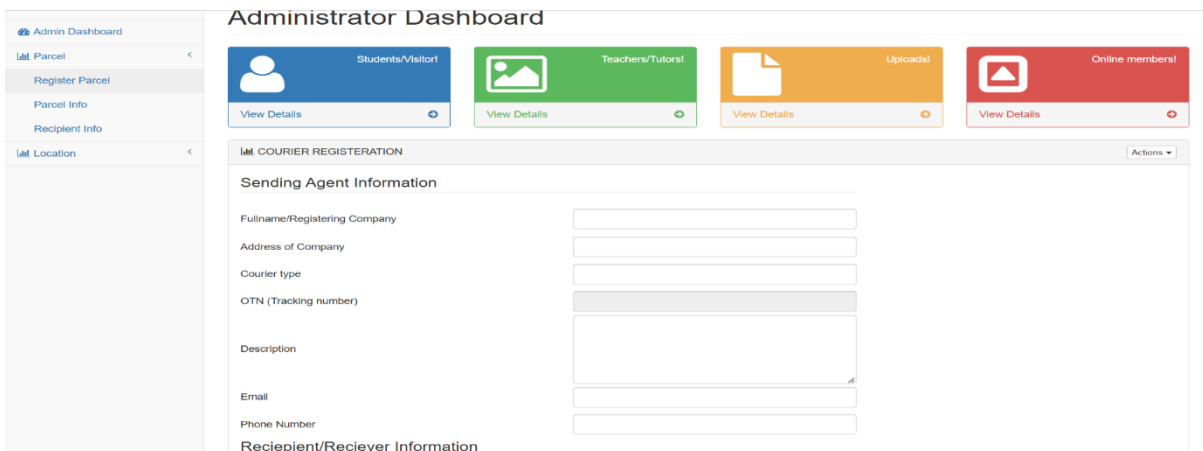 Administrator Dashboard
Admin Dashboard
Parcel
Register Parcel
Parcel Info
Recipient Info
Location
Students/Visitor!
View Details
Teachers/Tutors!
View Details
Uploads!
View Details
Online members!
View Details
COURIER REGISTERATION
Actions
Sending Agent Information
Fullname/Registering Company
Address of Company
Courier type
OTN (Tracking number)
Description
Email
Phone Number
Reciepient/Reciever Information